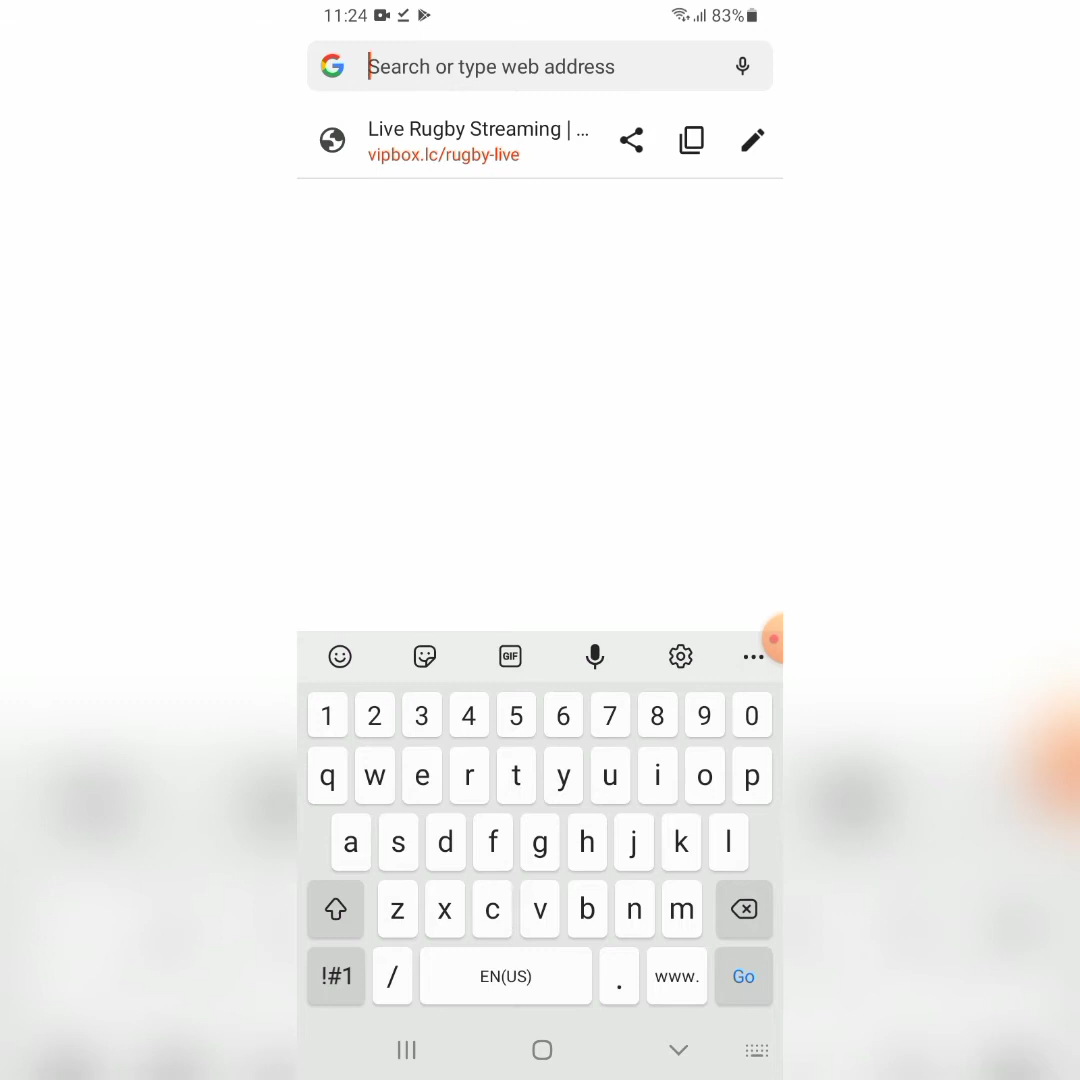 11:24 83%
Search or type web address
Live Rugby Streaming | ...
vipbox.lc/rugby-live
GIF
1 2 3 4 5 6 7 8 9 0
q w e r t y u i o p
a s d f g h j k l
z x c v b n m
!#1 / EN(US) . www. Go